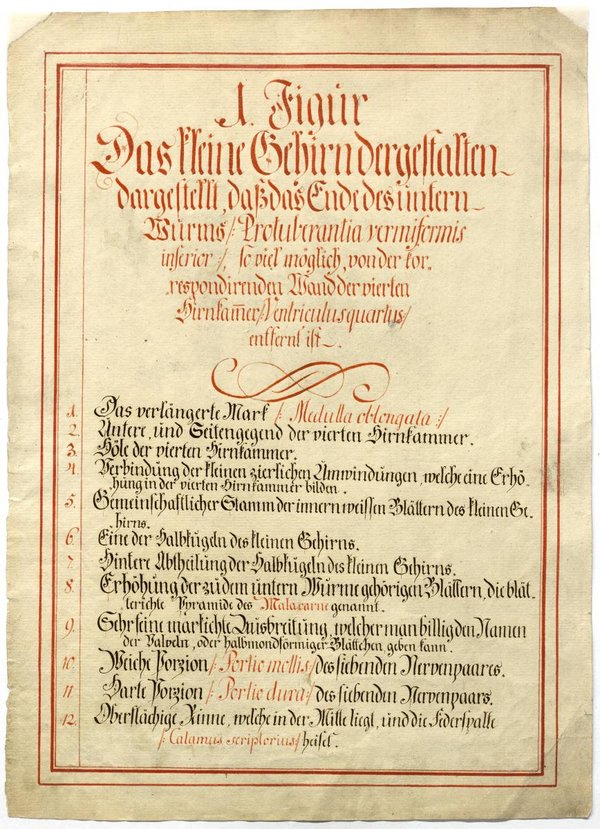 1. Figur
Das kleine Gehirn dergestalten
dargestellt, daß das Ende des untern
Wurms /: Protuberantia vermiformis
inferior :/, so viel möglich, von der kor„
respondirenden Wand der vierten
Hirnkam̅er /: Ventriculus quartus /
entfernt ist.
1. Das verlängerte Mark /: Medulla oblongata :/
2. Untere, und Seitengegend der vierten Hirnkammer.
3. Höle der vierten Hirnkammer.
4. Verbindung der kleinen zierlichen Umwindungen, welche eine Erhö„
hung in der vierten Hirnkammer bilden.
5. Gemeinschaftlicher Stamm der innern weissen Blättern des kleinen Ge„
hirns.
6. Eine der Halbkugeln des kleinen Gehirns.
7. Hintere Abtheilung der Halbkugeln des kleinen Gehirns.
8. Erhöhung der zu dem untern Wurme gehörigen Blättern, die blät„
terichte Pyramide des Malacarne genannt.
9. Sehr feine markichte Ausbreitung, welcher man billig den Namen
der Valveln, oder halbmondförmiger Blättchen geben kann.
10. Weiche Porzion /: Portio mollis :/ des siebenden Nervenpaares.
11. Harte Porzion /: Portio dura :/ des siebenden Nervenpaars.
12. Oberflächige Rinne, welche in der Mitte liegt, und die Federspalte
/: Calamus scriptorius :/ heiset.